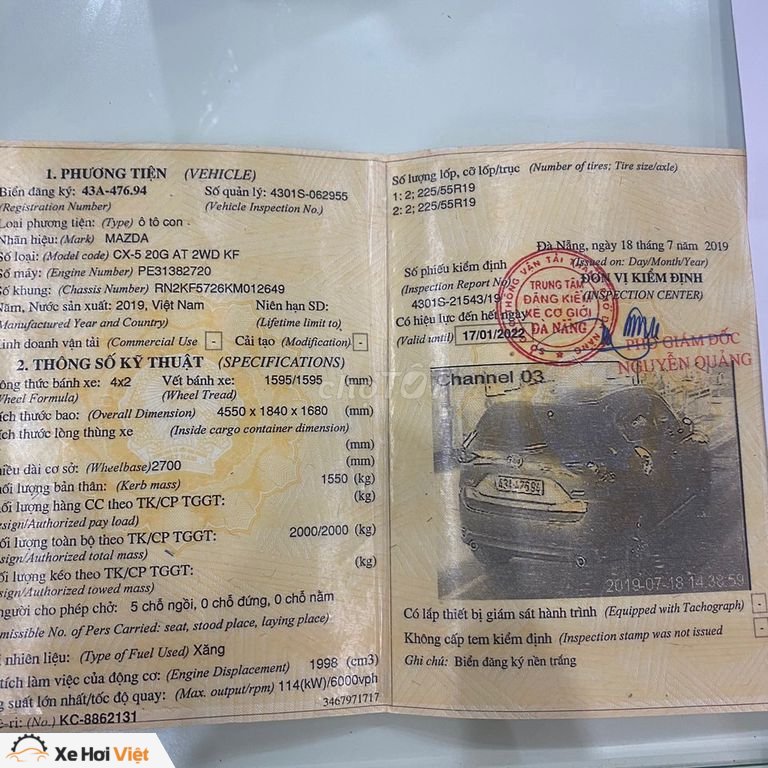 1. PHƯƠNG TIỆN (VEHICLE)
Biển đăng ký: 43A-476.94 Số quản lý: 4301S-062955
(Registration Number) (Vehicle Inspection No.)
Loại phương tiện: (Type) ô tô con
Nhãn hiệu: (Mark) MAZDA
Số loại: (Model code) CX-5 20G AT 2WD KF
Số máy: (Engine Number) PE31382720
Số khung: (Chassis Number) RN2KF5726KM012649
Năm, Nước sản xuất: 2019, Việt Nam Niên hạn SD:
(Manufactured Year and Country) (Lifetime limit to)
Kinh doanh vận tải (Commercial Use) - Cải tạo (Modification) -
2. THÔNG SỐ KỸ THUẬT (SPECIFICATIONS)
ông thức bánh xe: 4x2 Vết bánh xe: 1595/1595 (mm)
Wheel Formula) (Wheel Tread)
ích thước bao: (Overall Dimension) 4550 x 1840 x 1680 (mm)
ích thước lòng thùng xe (Inside cargo container dimension)
(mm)
hiều dài cơ sở: (Wheelbase) 2700 (mm)
ối lượng bản thân: (Kerb mass) 1550 (kg)
ối lượng hàng CC theo TK/CP TGGT: (kg)
esign/Authorized pay load)
ối lượng toàn bộ theo TK/CP TGGT: 2000/2000 (kg)
sign/Authorized total mass)
ối lượng kéo theo TK/CP TGGT: (kg)
sign/Authorized towed mass)
người cho phép chở: 5 chỗ ngồi, 0 chỗ đứng, 0 chỗ nằm
missible No. of Pers Carried: seat, stood place, laying place)
i nhiên liệu: (Type of Fuel Used) Xăng
tích làm việc của động cơ: (Engine Displacement) 1998 (cm3)
g suất lớn nhất/tốc độ quay: (Max. output/rpm) 114(kW)/6000vph
3467971717
ê-ri: (No.) KC-8862131
Số lượng lốp, cỡ lốp/trục (Number of tires; Tire size/axle)
1: 2; 225/55R19
2: 2; 225/55R19
Đà Nẵng, ngày 18 tháng 7 năm 2019
(Issued on: Day/Month/Year)
Số phiếu kiểm định ĐƠN VỊ KIỂM ĐỊNH
(Inspection Report No) (INSPECTION CENTER)
4301S-21543/19
Có hiệu lực đến hết ngày
(Valid until) 17/01/2022
TRUNG TÂM
ĐĂNG KIỂM
XE CƠ GIỚI
ĐÀ NẴNG
PHÓ GIÁM ĐỐC
NGUYỄN QUẢNG
Channel 03
43A-476.94
2019-07-18 14:38:59
Có lắp thiết bị giám sát hành trình (Equipped with Tachograph) -
Không cấp tem kiểm định (Inspection stamp was not issued -
Ghi chú: Biển đăng ký nền trắng
chợTỐT
Xe Hơi Việt